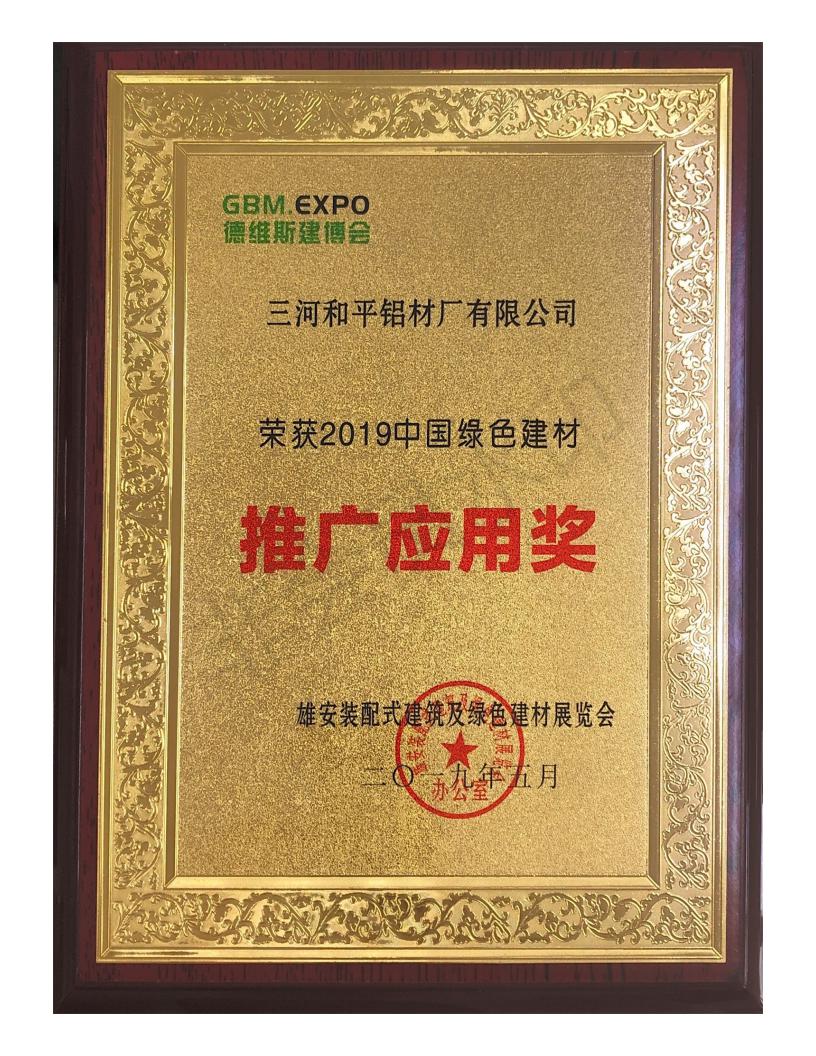 GBM.EXPO
德维斯建博会
三河和平铝材厂有限公司
荣获2019中国绿色建材
推广应用奖
雄安装配式建筑及绿色建材展览会
二〇一九年五月
办公室